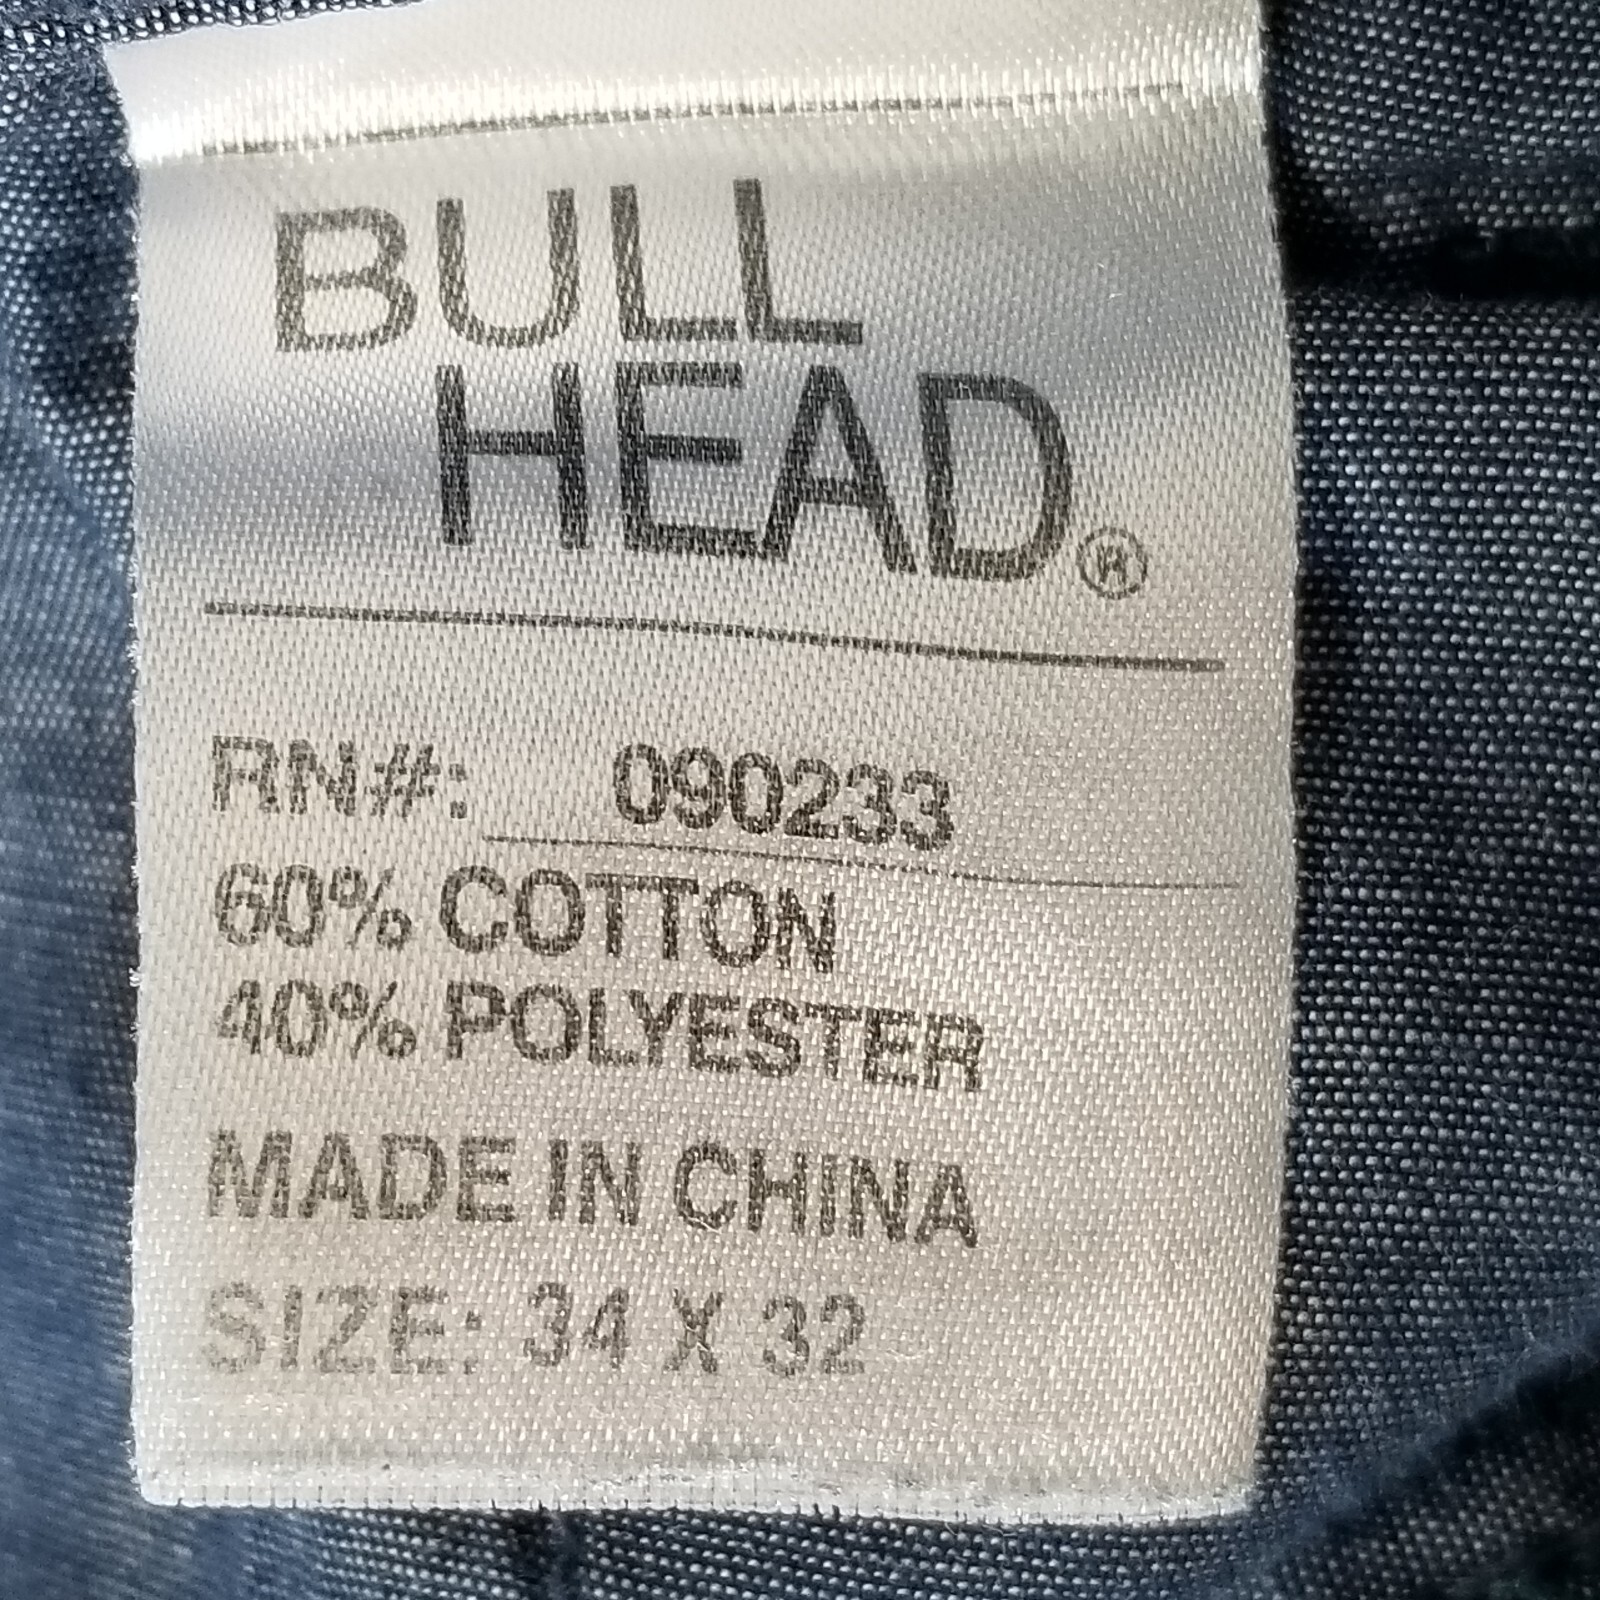 BULL
HEAD®
RN#: 090233
60% COTTON
40% POLYESTER
MADE IN CHINA
SIZE: 34 X 32